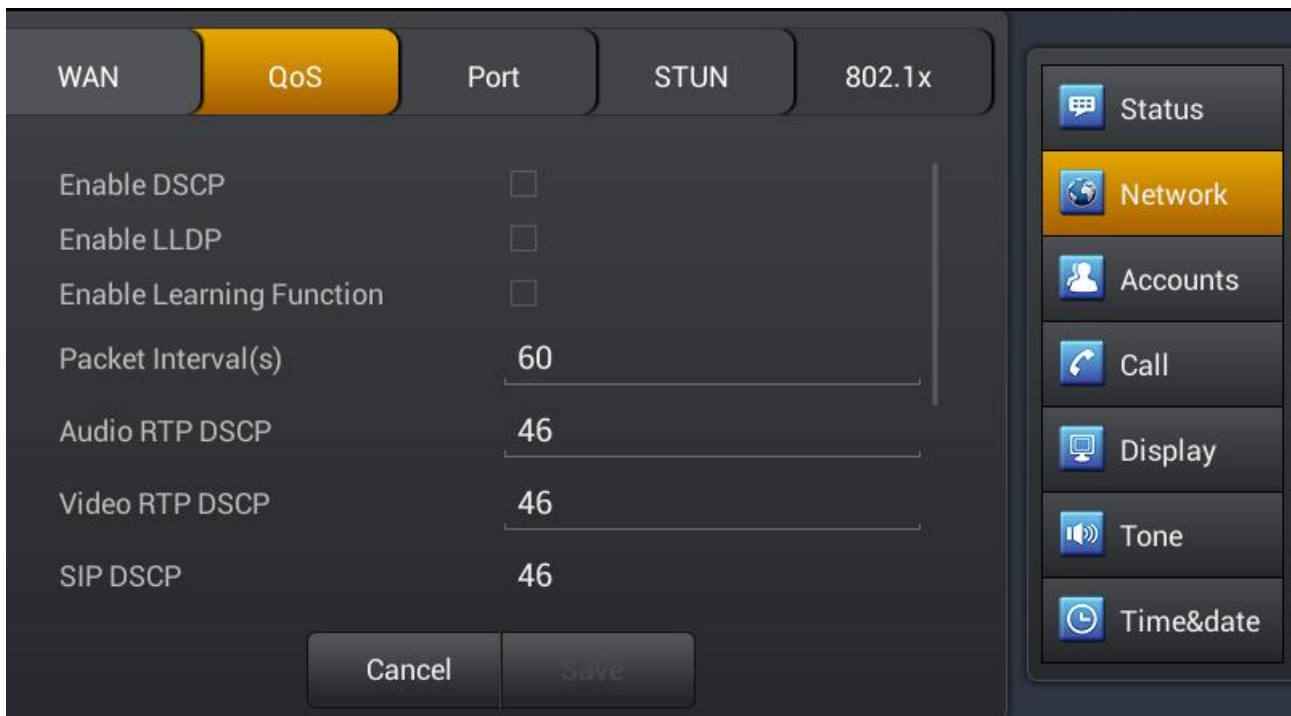 WAN QoS Port STUN 802.1x
Enable DSCP
Enable LLDP
Enable Learning Function
Packet Interval(s) 60
Audio RTP DSCP 46
Video RTP DSCP 46
SIP DSCP 46
Cancel Save
Status
Network
Accounts
Call
Display
Tone
Time&date